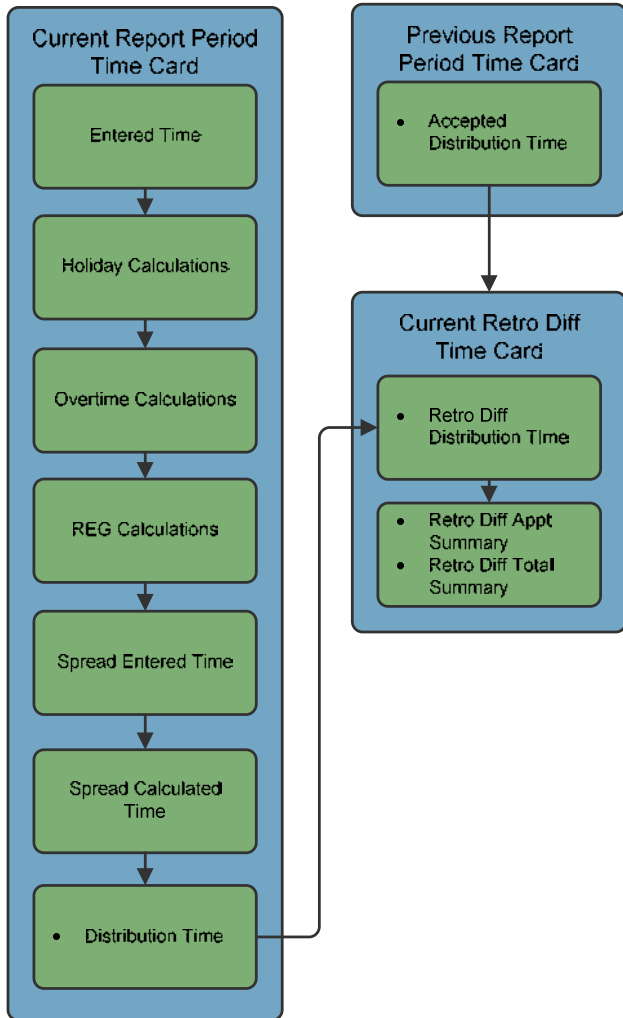 Current Report Period
Time Card
Entered Time
Holiday Calculations
Overtime Calculations
REG Calculations
Spread Entered Time
Spread Calculated
Time
• Distribution Time
Previous Report
Period Time Card
• Accepted
Distribution Time
Current Retro Diff
Time Card
• Retro Diff
Distribution TIme
• Retro Diff Appt
Summary
• Retro Diff Total
Summary